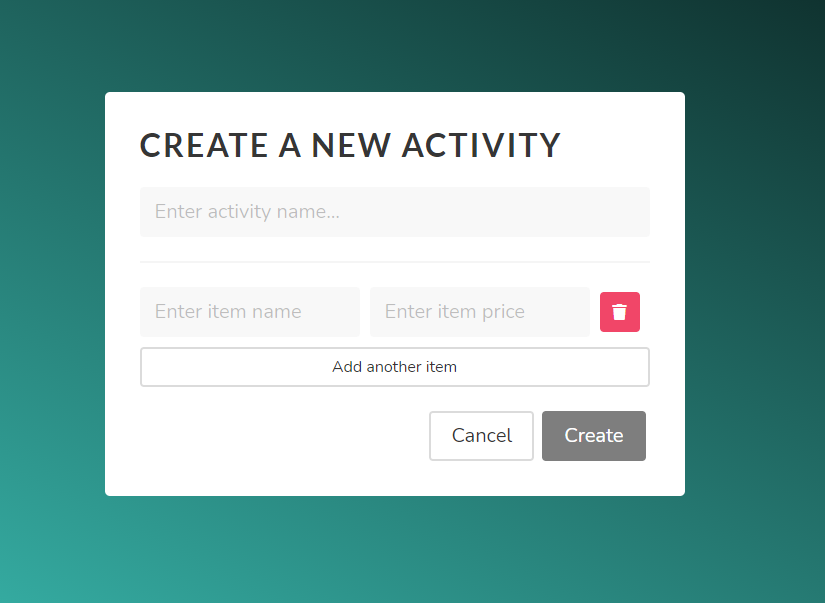 CREATE A NEW ACTIVITY
Enter activity name...
Enter item name
Enter item price
Add another item
Cancel
Create